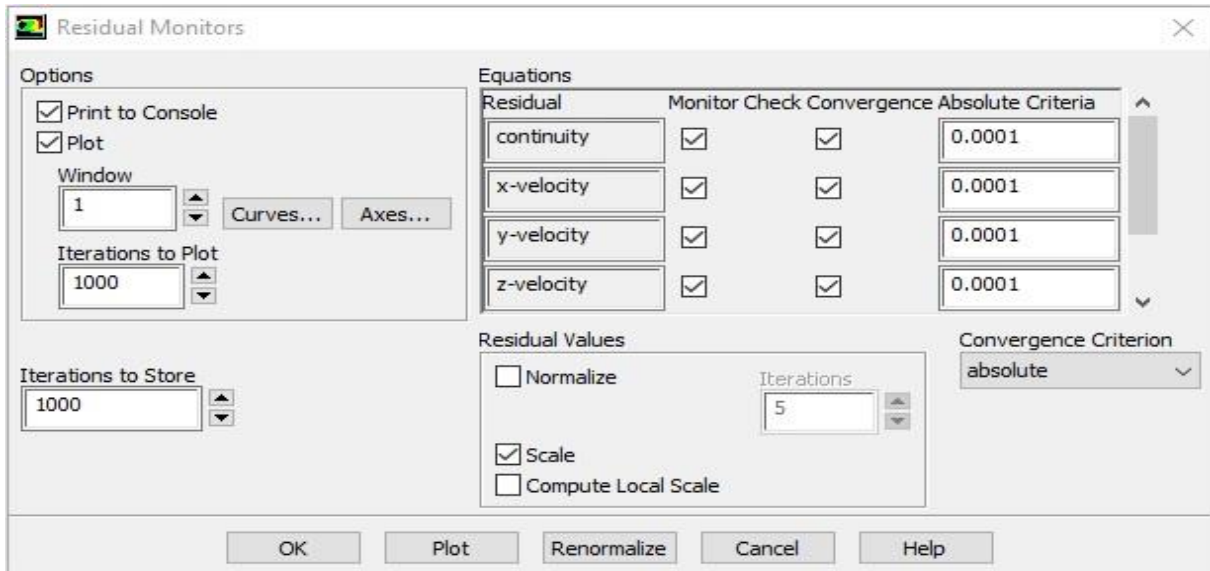 Residual Monitors
Options
Print to Console
Plot
Window
1
Curves...
Axes...
Iterations to Plot
1000
Iterations to Store
1000
Equations
Residual Monitor Check Convergence Absolute Criteria
continuity 0.0001
x-velocity 0.0001
y-velocity 0.0001
z-velocity 0.0001
Residual Values
Normalize
Iterations
5
Scale
Compute Local Scale
Convergence Criterion
absolute
OK Plot Renormalize Cancel Help